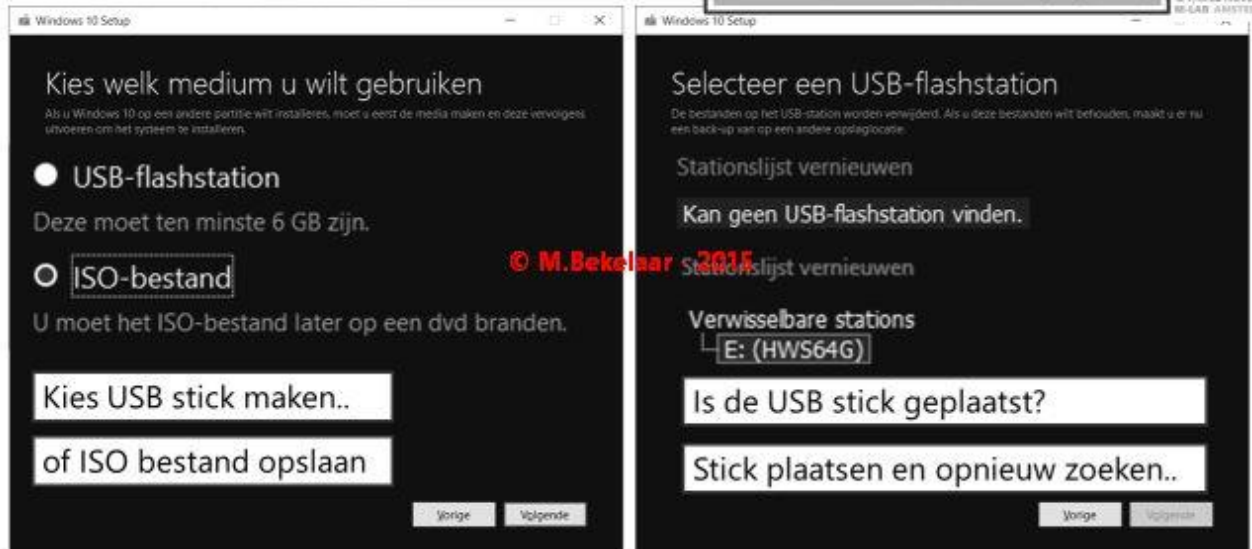 Windows 10 Setup
Kies welk medium u wilt gebruiken
Als u Windows 10 op een andere partitie wilt installeren, moet u eerst de media maken en deze vervolgens
uitvoeren om het systeem te installeren.
USB-flashstation
Deze moet ten minste 6 GB zijn.
ISO-bestand
U moet het ISO-bestand later op een dvd branden.
Kies USB stick maken..
of ISO bestand opslaan
Vorige
Volgende
Windows 10 Setup
Selecteer een USB-flashstation
De bestanden op het USB-station worden verwijderd. Als u deze bestanden wilt behouden, maakt u er nu
een back-up van op een andere opslaglocatie.
Stationslijst vernieuwen
Kan geen USB-flashstation vinden.
Stationslijst vernieuwen
Verwisselbare stations
E: (HWS64G)
Is de USB stick geplaatst?
Stick plaatsen en opnieuw zoeken..
Vorige
Volgende
© M.Bekelaar - 2015